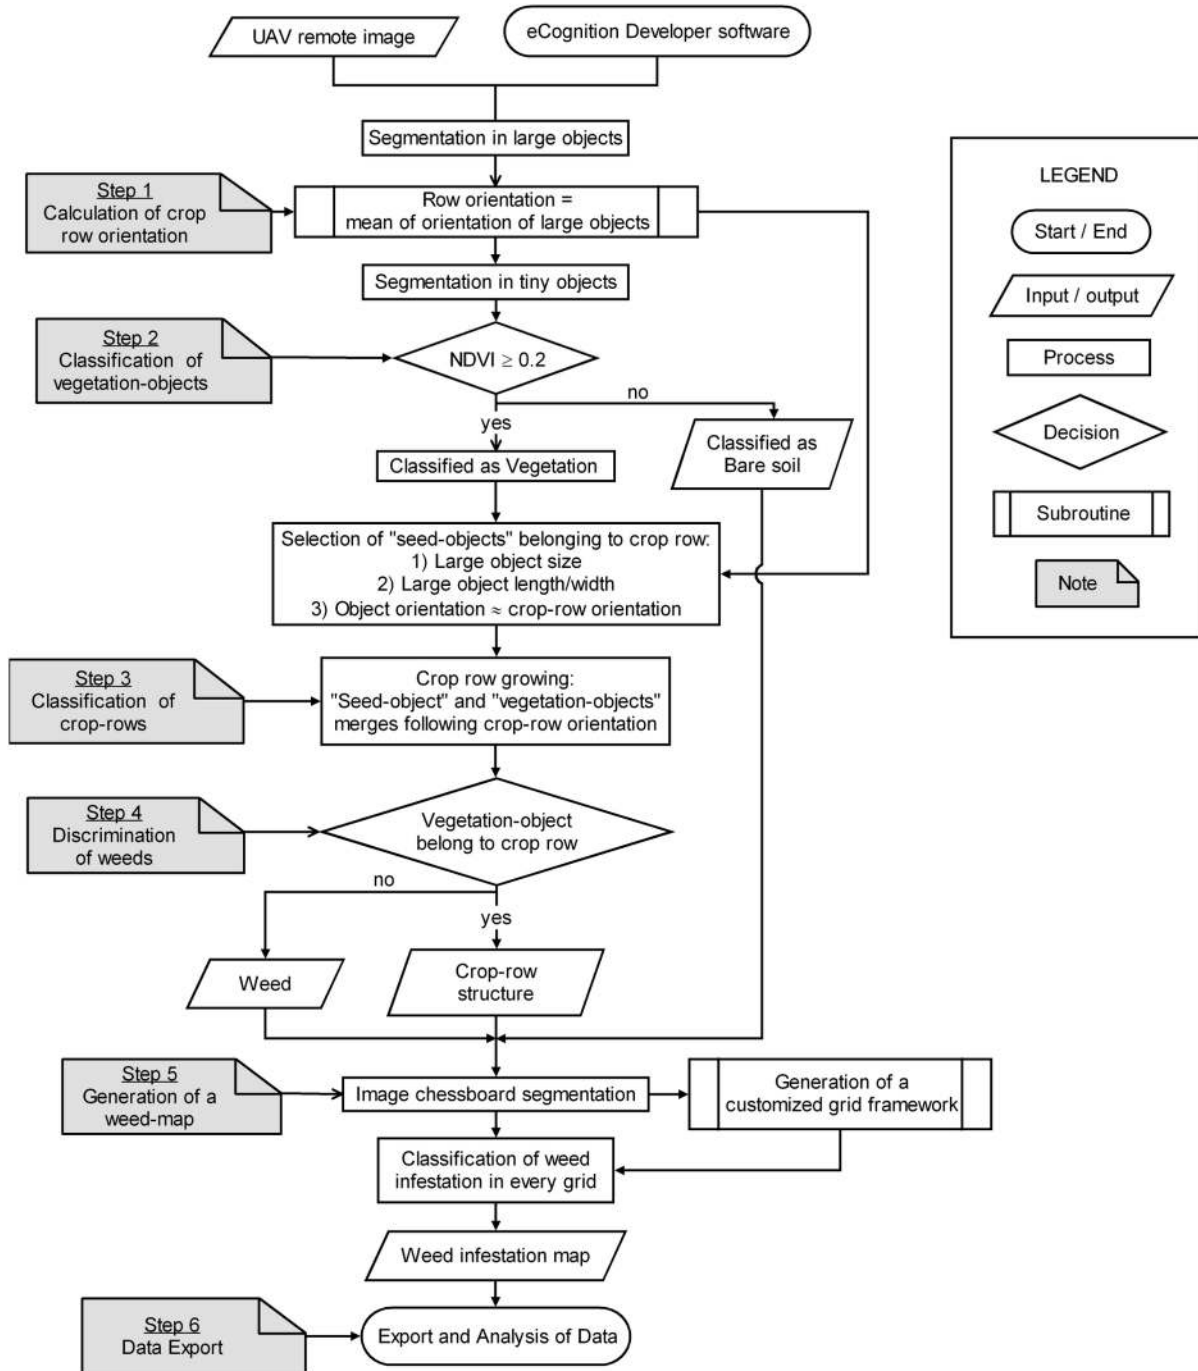 UAV remote image
eCognition Developer software
Segmentation in large objects
Step 1
Calculation of crop
row orientation
Row orientation =
mean of orientation of large objects
Segmentation in tiny objects
Step 2
Classification of
vegetation-objects
NDVI ≥ 0.2
no
yes
Classified as
Bare soil
Classified as Vegetation
Selection of "seed-objects" belonging to crop row:
1) Large object size
2) Large object length/width
3) Object orientation ≈ crop-row orientation
Step 3
Classification of
crop-rows
Crop row growing:
"Seed-object" and "vegetation-objects"
merges following crop-row orientation
Step 4
Discrimination
of weeds
Vegetation-object
belong to crop row
no
yes
Weed
Crop-row
structure
Step 5
Generation of a
weed-map
Image chessboard segmentation
Generation of a
customized grid framework
Classification of weed
infestation in every grid
Weed infestation map
Step 6
Data Export
Export and Analysis of Data
LEGEND
Start / End
Input / output
Process
Decision
Subroutine
Note